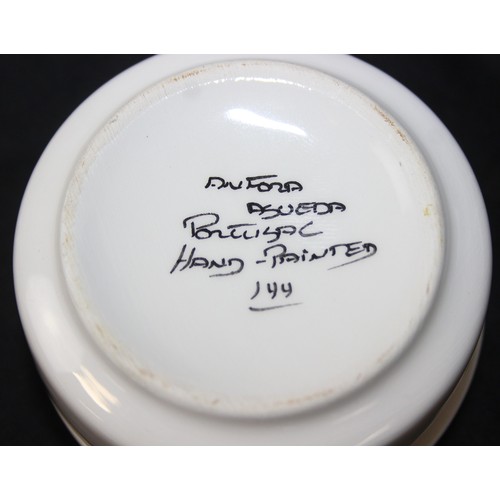 ANFORA
AGUEDA
PORTUGAL
HAND-PAINTED
144